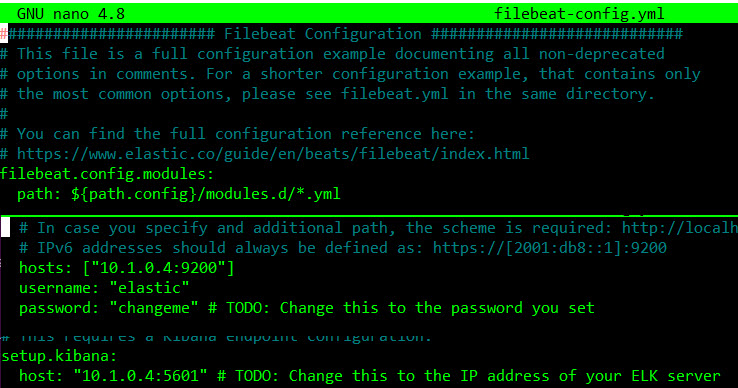 GNU nano 4.8 filebeat-config.yml
######################## Filebeat Configuration ############################
# This file is a full configuration example documenting all non-deprecated
# options in comments. For a shorter configuration example, that contains only
# the most common options, please see filebeat.yml in the same directory.
#
# You can find the full configuration reference here:
# https://www.elastic.co/guide/en/beats/filebeat/index.html
filebeat.config.modules:
path: ${path.config}/modules.d/*.yml
# In case you specify and additional path, the scheme is required: http://localh
# IPv6 addresses should always be defined as: https://[2001:db8::1]:9200
hosts: ["10.1.0.4:9200"]
username: "elastic"
password: "changeme" # TODO: Change this to the password you set
# This requires a Kibana endpoint configuration.
setup.kibana:
host: "10.1.0.4:5601" # TODO: Change this to the IP address of your ELK server